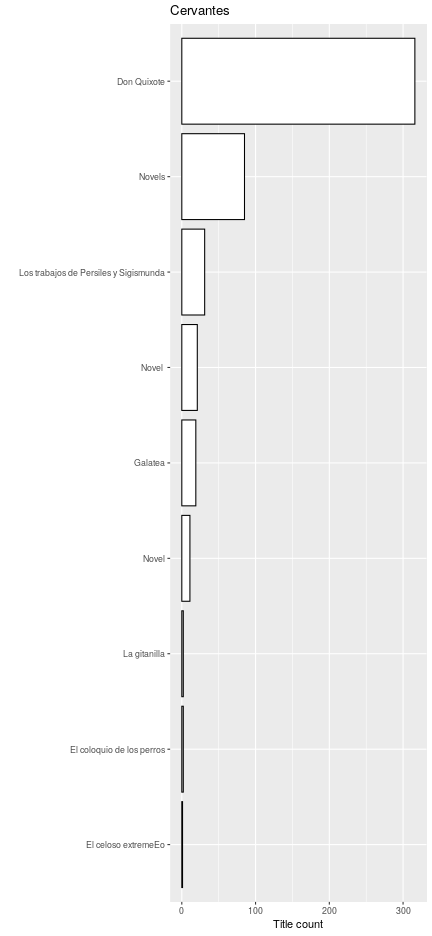 Cervantes
Don Quixote
Novels
Los trabajos de Persiles y Sigismunda
Novel
Galatea
Novel
La gitanilla
El coloquio de los perros
El celoso extremeEo
0 100 200 300
Title count